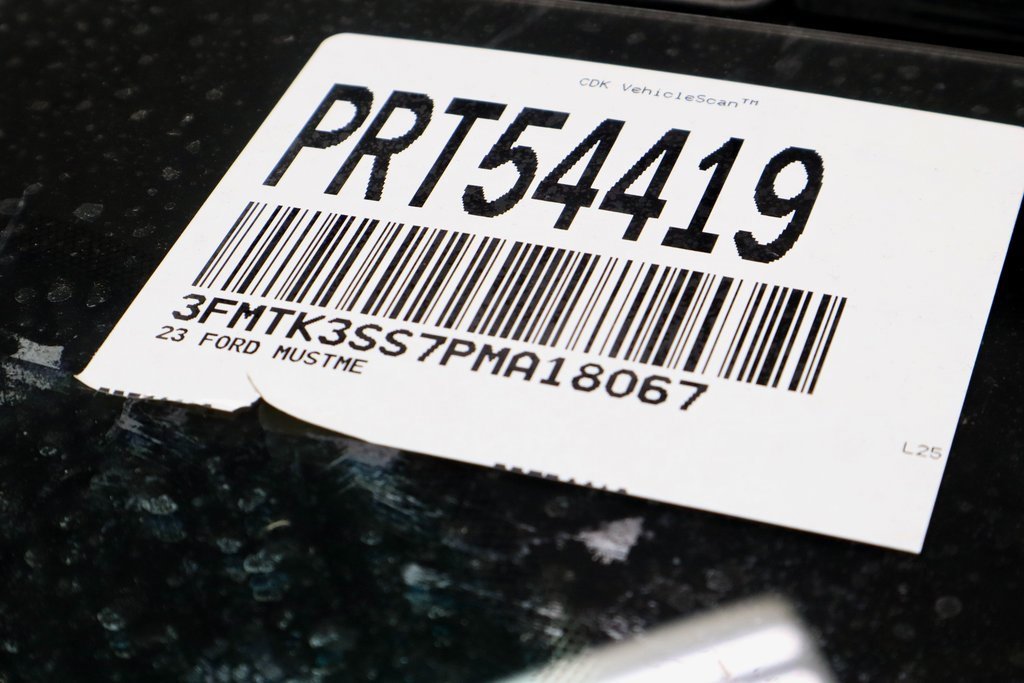 CDK VehicleScan™
PRT54419
3FMTK3SS7PMA18067
23 FORD MUSTME
L25